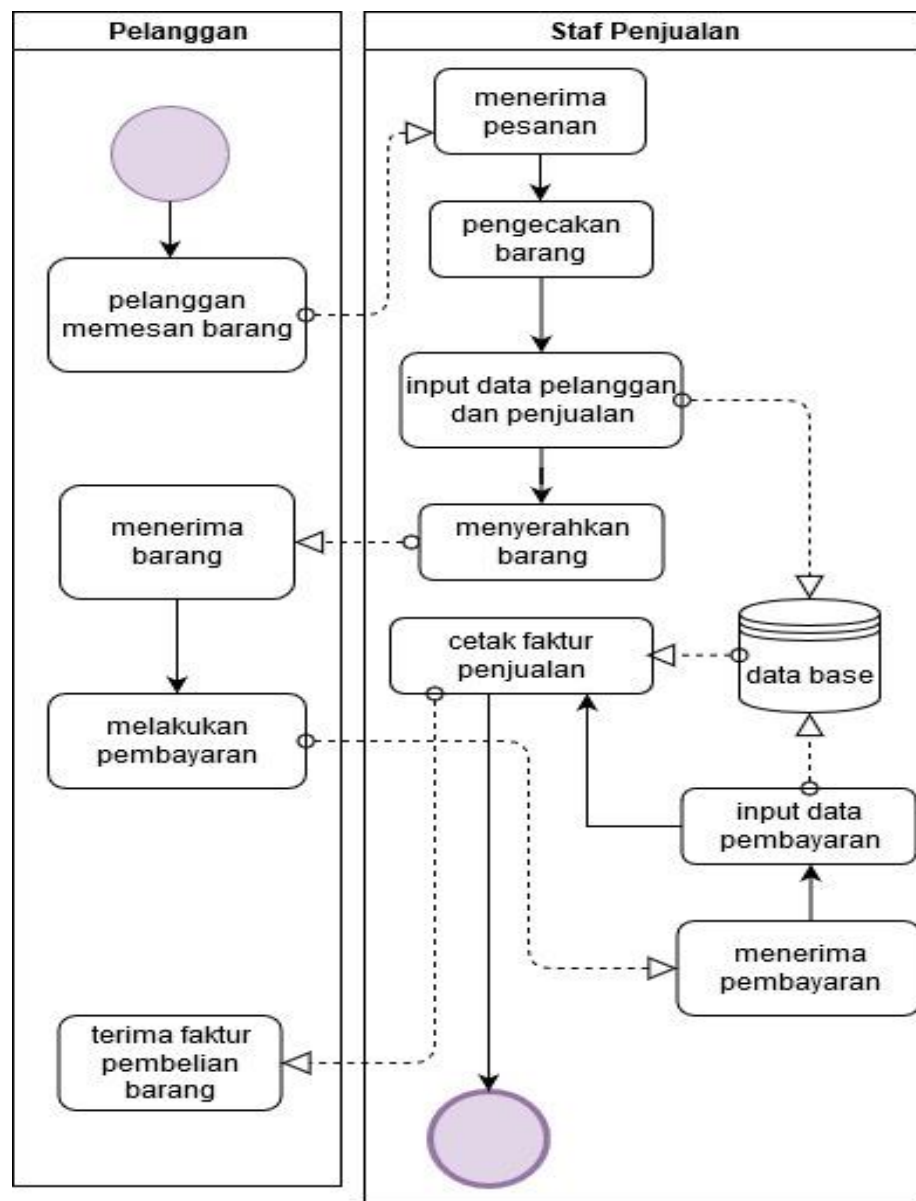 Pelanggan
Staf Penjualan
menerima
pesanan
pengecakan
barang
pelanggan
memesan barang
input data pelanggan
dan penjualan
menerima
barang
menyerahkan
barang
cetak faktur
penjualan
data base
melakukan
pembayaran
input data
pembayaran
menerima
pembayaran
terima faktur
pembelian
barang